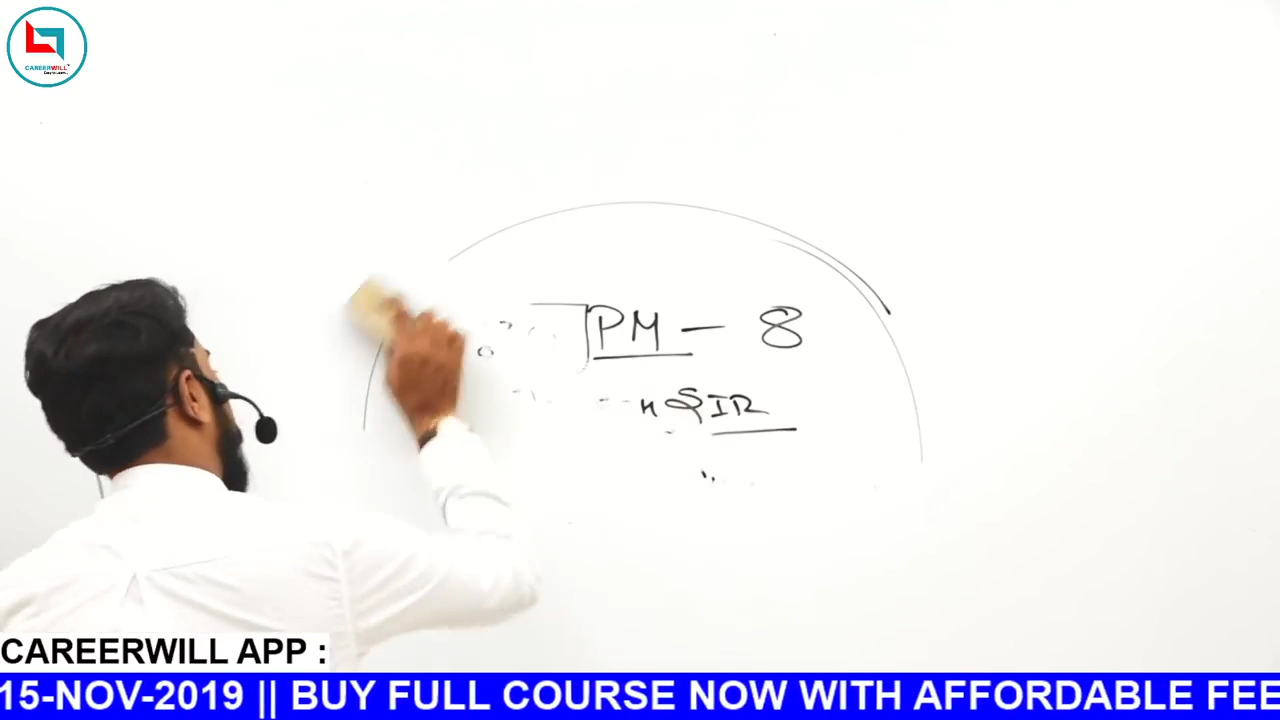 CAREERWILL
PM - 8
SIR
CAREERWILL APP :
15-NOV-2019 || BUY FULL COURSE NOW WITH AFFORDABLE FEE